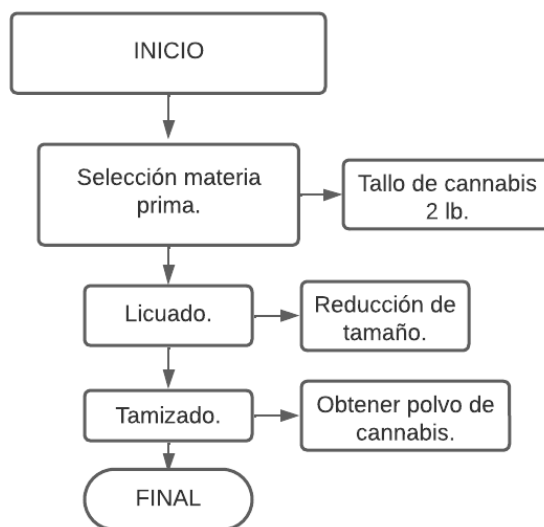 INICIO
Selección materia
prima.
Tallo de cannabis
2 lb.
Licuado.
Reducción de
tamaño.
Tamizado.
Obtener polvo de
cannabis.
FINAL